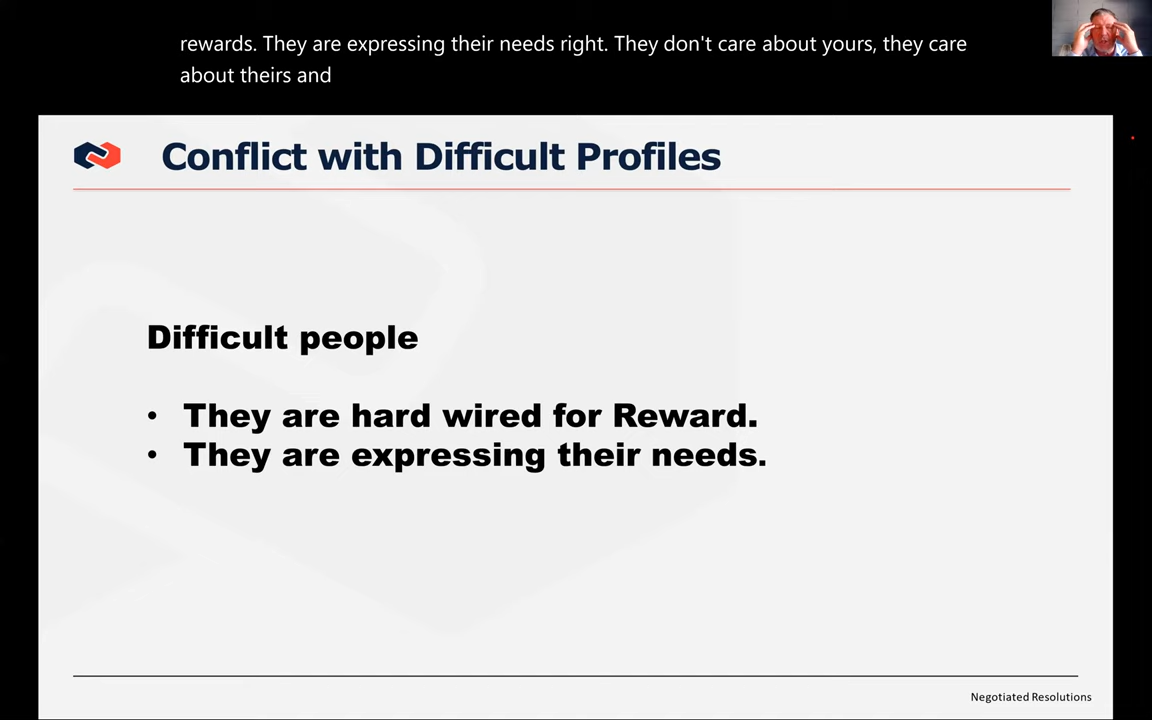 rewards. They are expressing their needs right. They don't care about yours, they care
about theirs and
Conflict with Difficult Profiles
Difficult people
• They are hard wired for Reward.
• They are expressing their needs.
Negotiated Resolutions